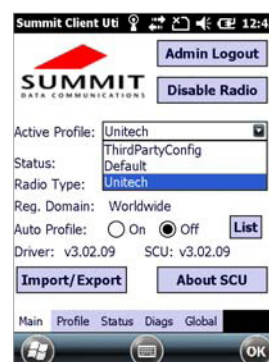 Summit Client Uti 12:4
Admin Logout
SUMMIT
DATA COMMUNICATIONS
Disable Radio
Active Profile: Unitech
ThirdPartyConfig
Status: Default
Radio Type: Unitech
Reg. Domain: Worldwide
Auto Profile: On Off List
Driver: v3.02.09 SCU: v3.02.09
Import/Export About SCU
Main Profile Status Diags Global
OK